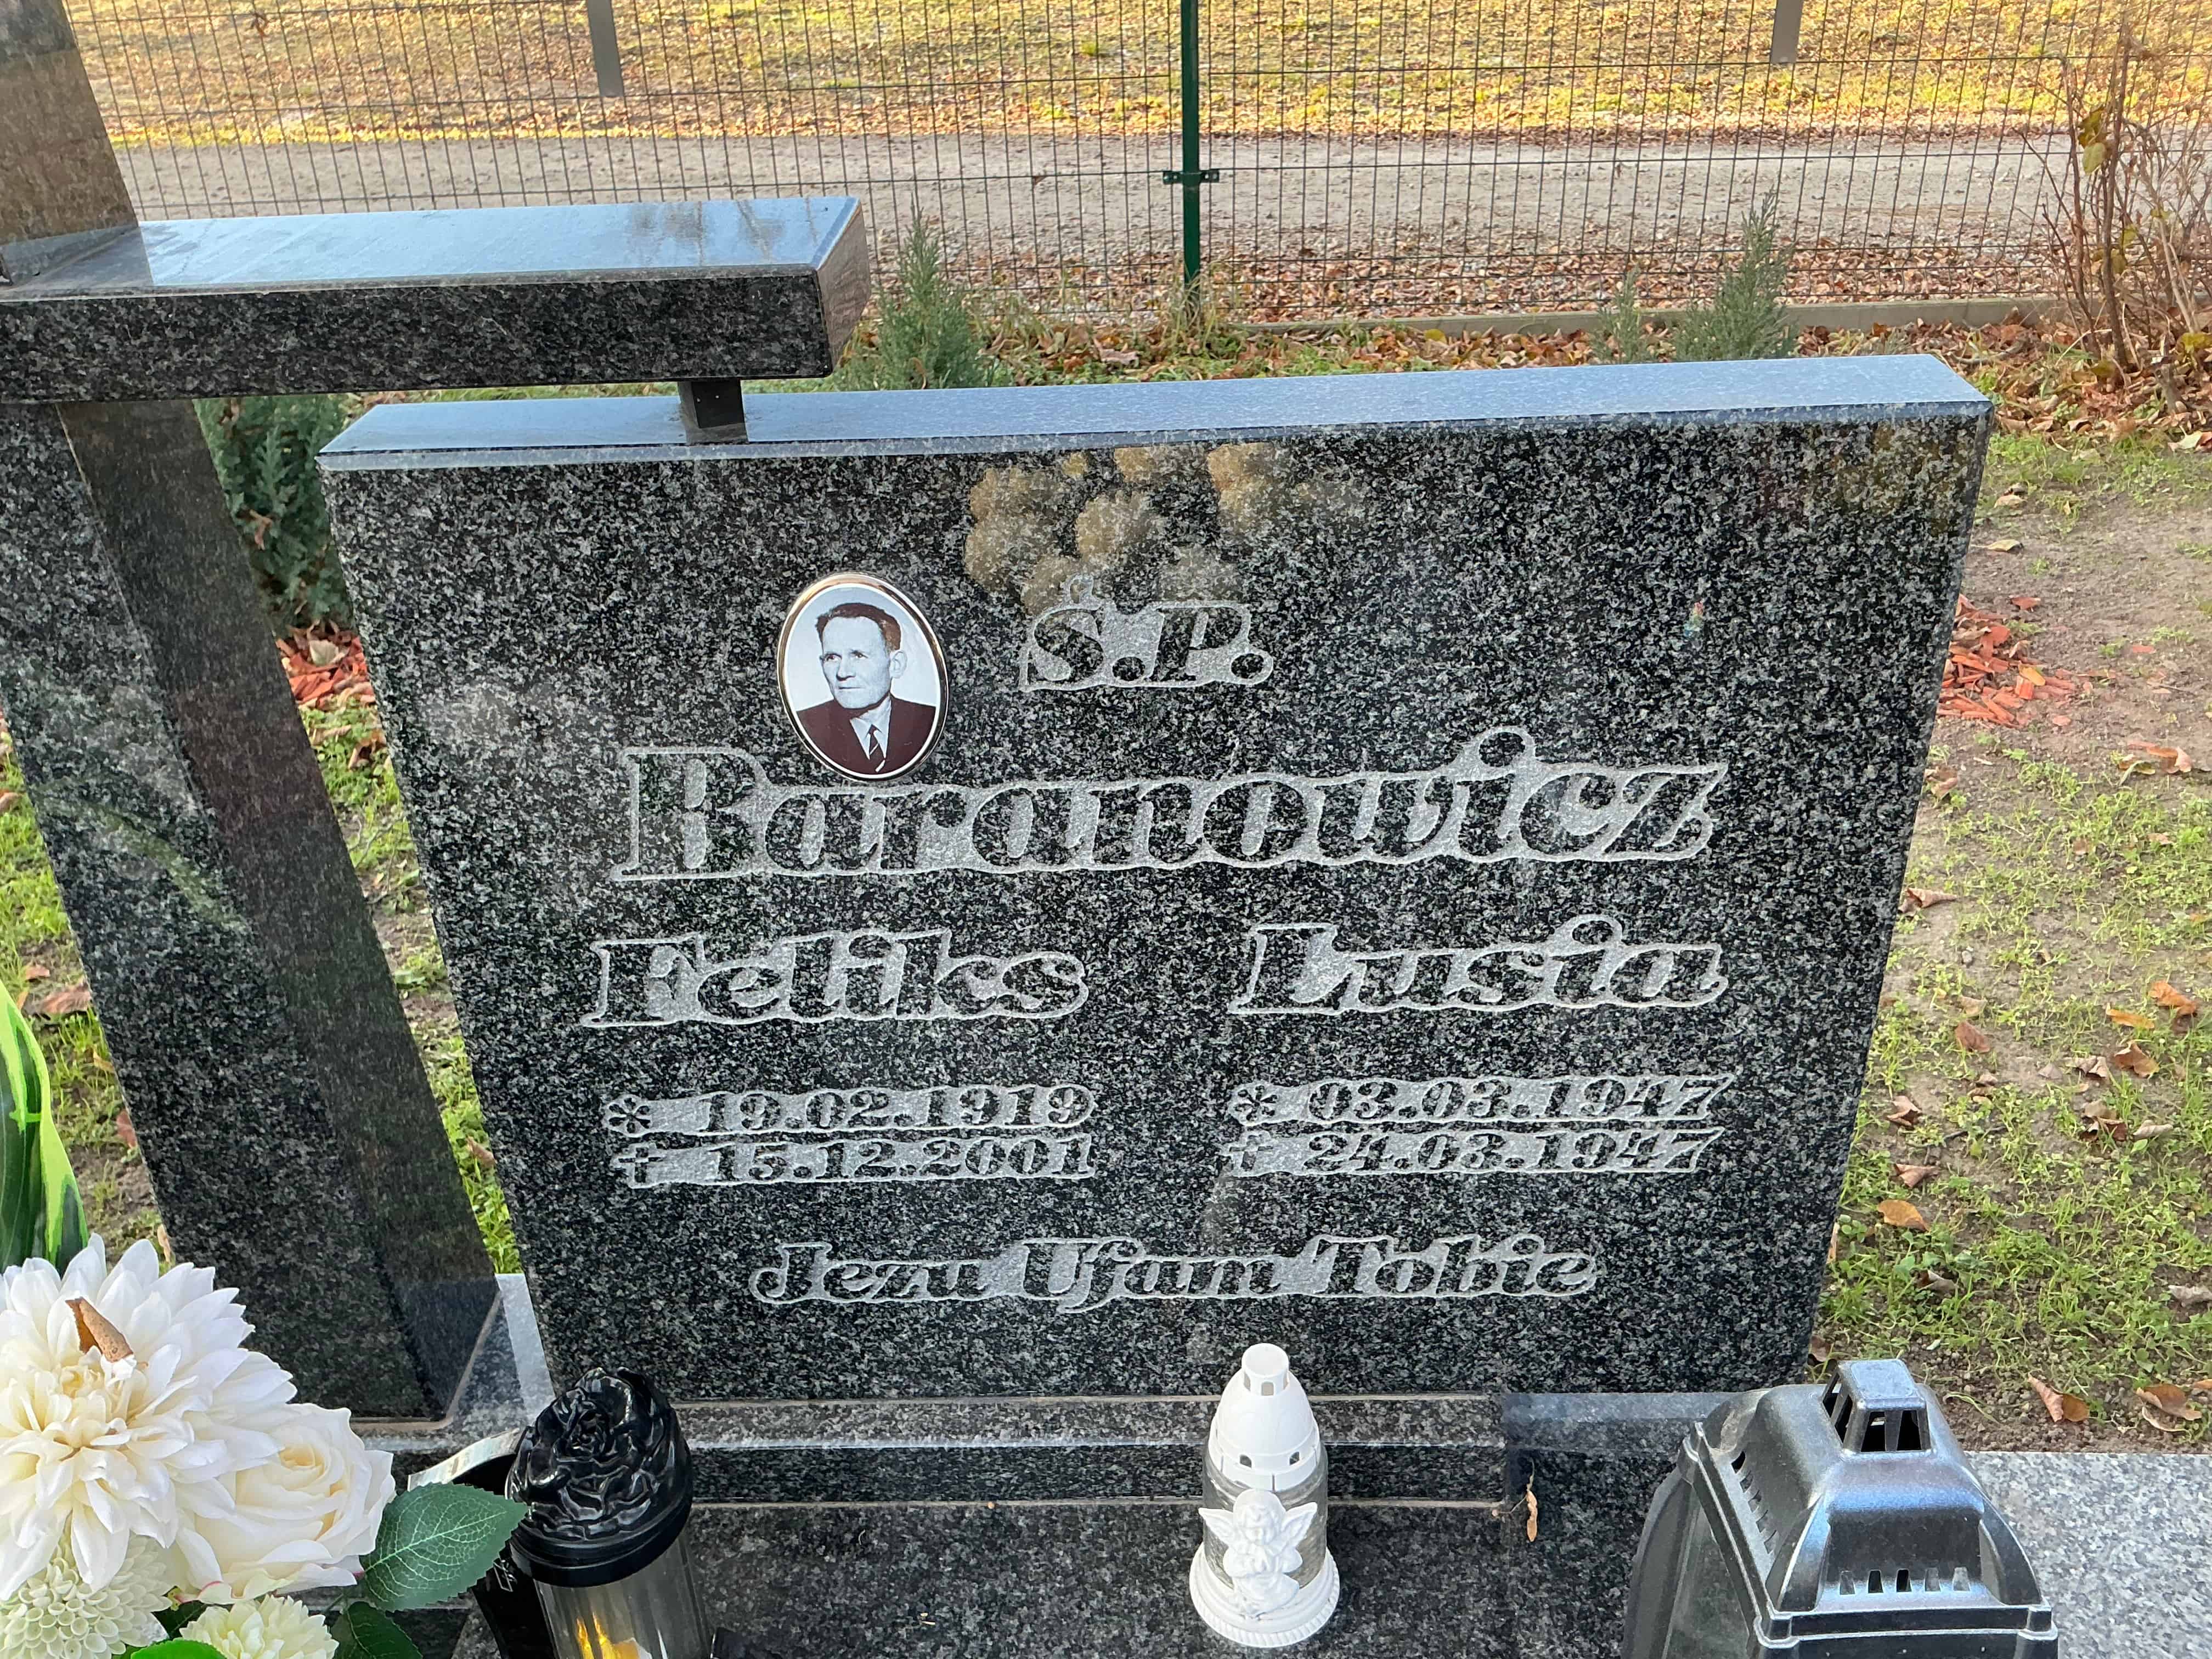 Ś.P.
Baranowicz
Feliks Lusia
* 19.02.1919 * 03.03.1947
† 15.12.2001 † 24.03.1947
Jezu Ufam Tobie